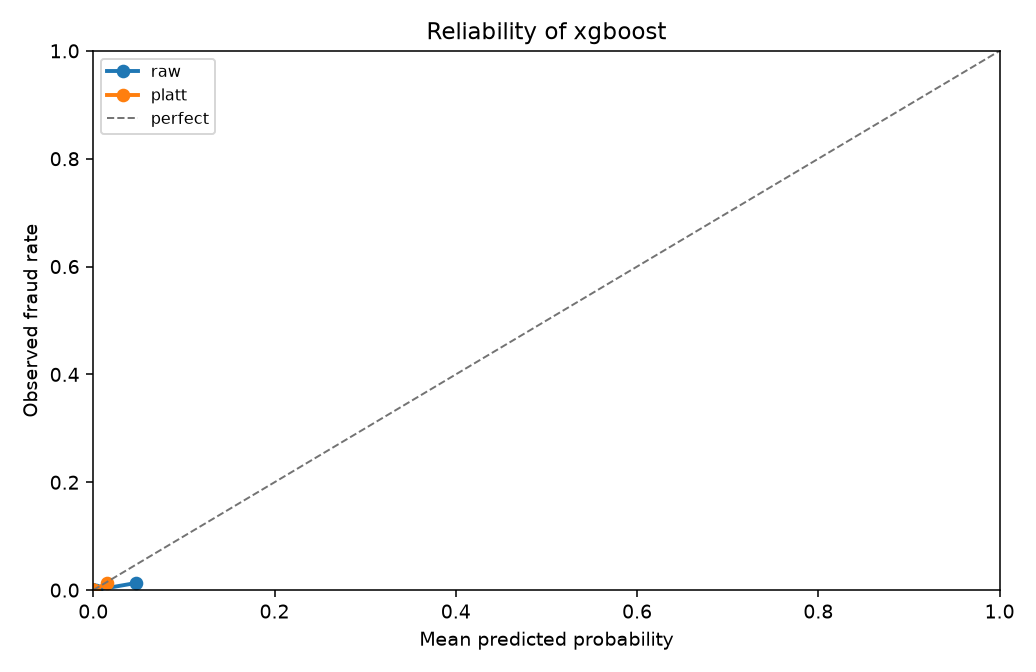 Reliability of xgboost
1.0
0.8
0.6
0.4
0.2
0.0
Observed fraud rate
raw
platt
perfect
0.0 0.2 0.4 0.6 0.8 1.0
Mean predicted probability